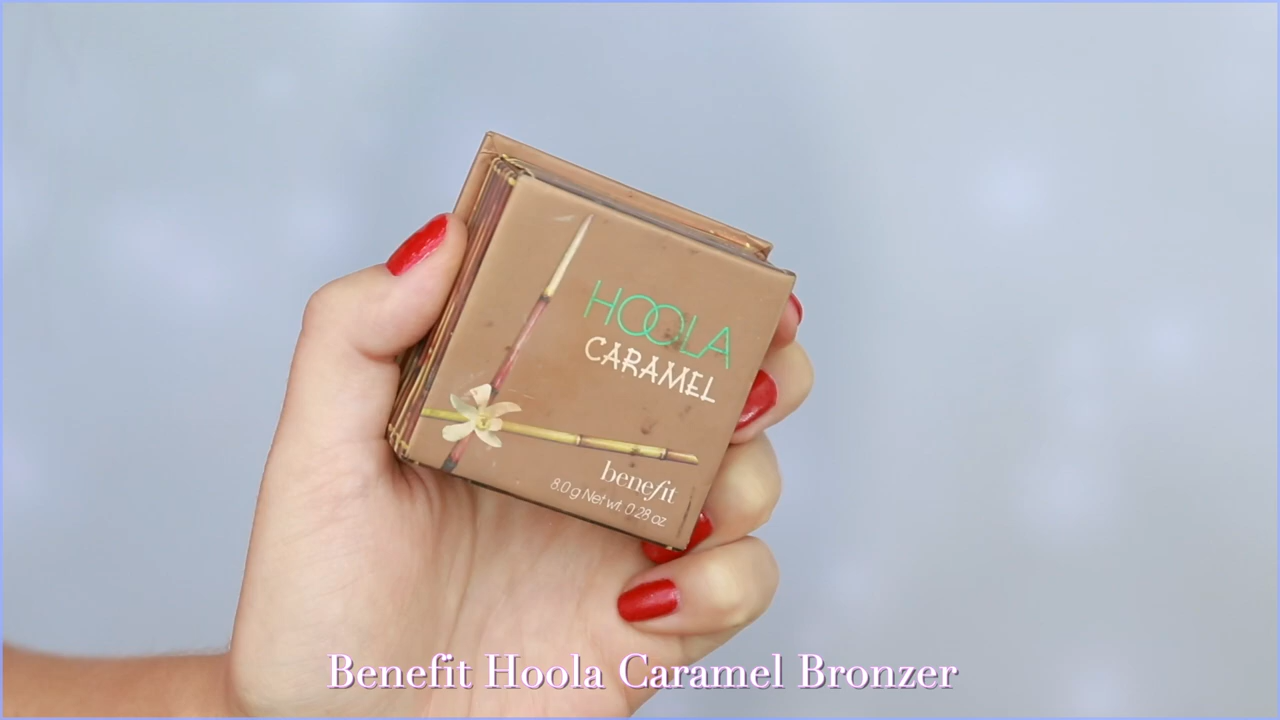 HOOLA
CARAMEL
benefit
8.0 g Net wt. 0.28 oz.
Benefit Hoola Caramel Bronzer